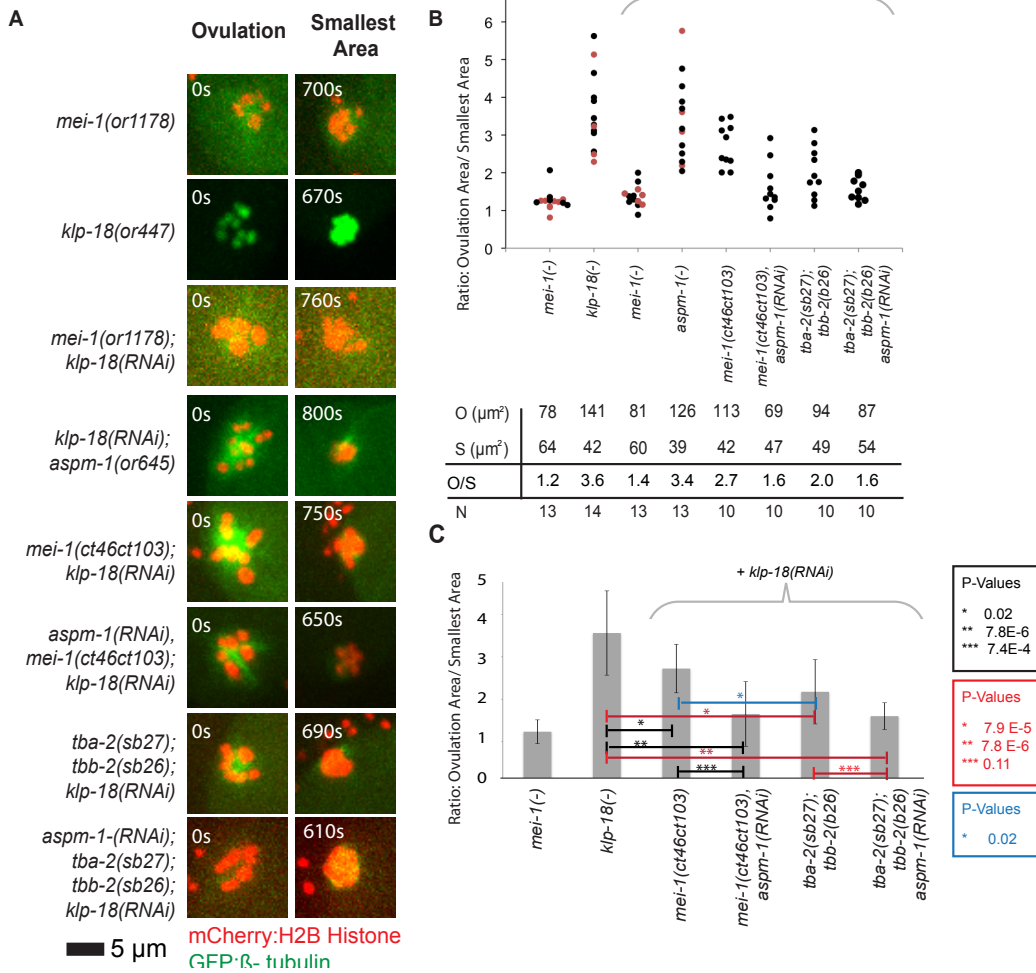 A
Ovulation
Smallest
Area
mei-1(or1178)
0s
700s
klp-18(or447)
0s
670s
mei-1(or1178);
klp-18(RNAi)
0s
760s
klp-18(RNAi);
aspm-1(or645)
0s
800s
mei-1(ct46ct103);
klp-18(RNAi)
0s
750s
aspm-1(RNAi),
mei-1(ct46ct103);
klp-18(RNAi)
0s
650s
tba-2(sb27);
tbb-2(sb26);
klp-18(RNAi)
0s
690s
aspm-1-(RNAi);
tba-2(sb27);
tbb-2(sb26);
klp-18(RNAi)
0s
610s
5 µm
mCherry:H2B Histone
GFP:ß- tubulin
B
Ratio: Ovulation Area/ Smallest Area
6
5
4
3
2
1
0
mei-1(-)
klp-18(-)
mei-1(-)
aspm-1(-)
mei-1(ct46ct103)
mei-1(ct46ct103),
aspm-1(RNAi)
tba-2(sb27);
tbb-2(b26)
tba-2(sb27);
tbb-2(b26)
aspm-1(RNAi)
O (µm²) 78 141 81 126 113 69 94 87
S (µm²) 64 42 60 39 42 47 49 54
O/S 1.2 3.6 1.4 3.4 2.7 1.6 2.0 1.6
N 13 14 13 13 10 10 10 10
C
Ratio: Ovulation Area/ Smallest Area
5
4
3
2
1
0
+ klp-18(RNAi)
*
*
*
**
**
***
***
mei-1(-)
klp-18(-)
mei-1(ct46ct103)
mei-1(ct46ct103),
aspm-1(RNAi)
tba-2(sb27);
tbb-2(b26)
tba-2(sb27);
tbb-2(b26)
aspm-1(RNAi)
P-Values
* 0.02
** 7.8E-6
*** 7.4E-4
P-Values
* 7.9 E-5
** 7.8 E-6
*** 0.11
P-Values
* 0.02